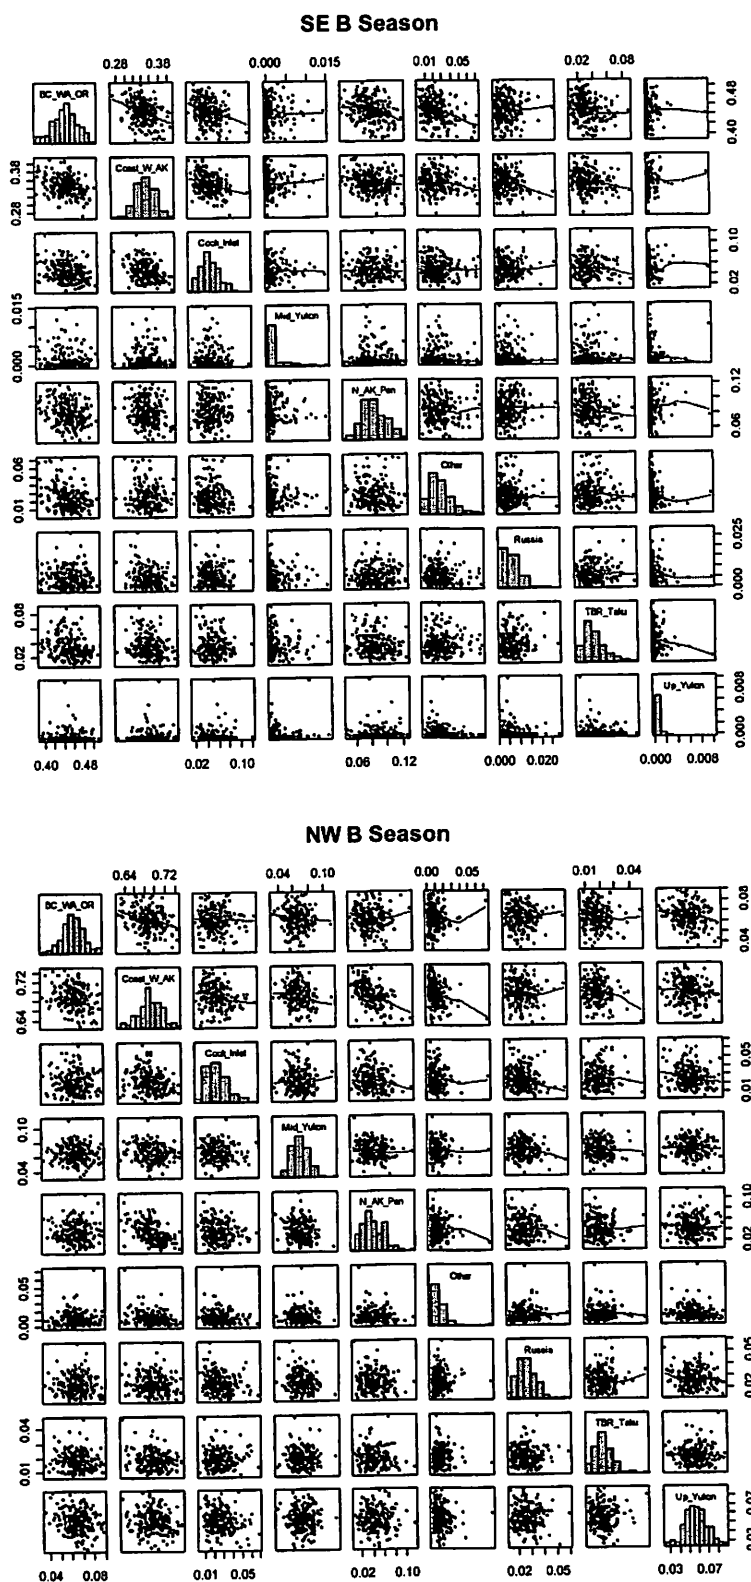 SE B Season
0.28 0.38 0.000 0.015 0.01 0.05 0.02 0.08
BC_WA_OR
0.40 0.48
Coast_W_AK
0.28 0.38
Cook_Inlet
0.02 0.10
Mid_Yukon
0.000 0.015
N_AK_Pen
0.06 0.12
Other
0.01 0.06
Russia
0.000 0.025
TBR_Taku
0.02 0.08
Up_Yukon
0.000 0.008
0.40 0.48 0.02 0.10 0.06 0.12 0.000 0.020 0.000 0.008
NW B Season
0.64 0.72 0.04 0.10 0.00 0.05 0.01 0.04
BC_WA_OR
0.04 0.08
Coast_W_AK
0.64 0.72
Cook_Inlet
0.01 0.05
Mid_Yukon
0.04 0.10
N_AK_Pen
0.02 0.10
Other
0.00 0.05
Russia
0.02 0.05
TBR_Taku
0.01 0.04
Up_Yukon
0.03 0.07
0.04 0.08 0.01 0.05 0.02 0.10 0.02 0.05 0.03 0.07